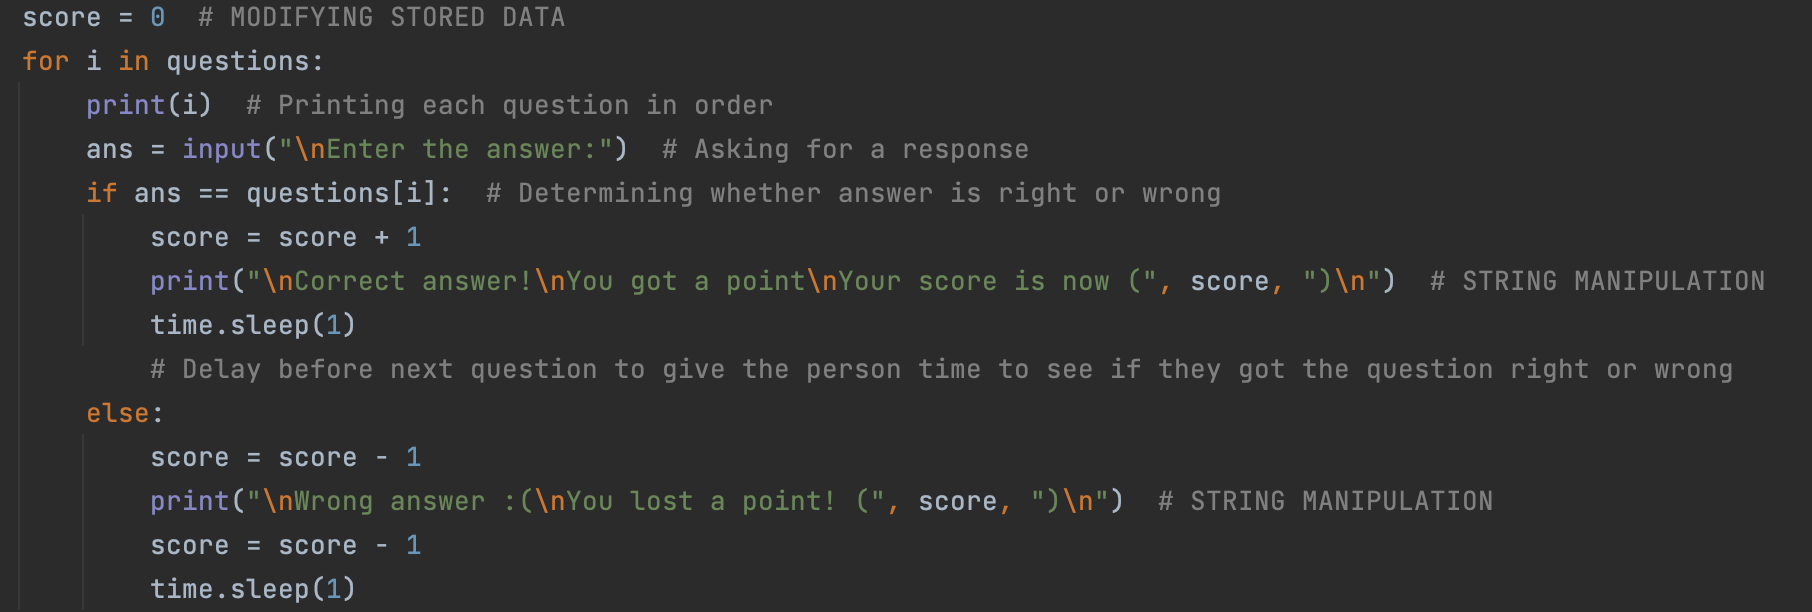 score = 0  # MODIFYING STORED DATA
for i in questions:
    print(i)  # Printing each question in order
    ans = input("\nEnter the answer:")  # Asking for a response
    if ans == questions[i]:  # Determining whether answer is right or wrong
        score = score + 1
        print("\nCorrect answer!\nYou got a point\nYour score is now (", score, ")\n")  # STRING MANIPULATION
        time.sleep(1)
        # Delay before next question to give the person time to see if they got the question right or wrong
    else:
        score = score - 1
        print("\nWrong answer :(\nYou lost a point! (", score, ")\n")  # STRING MANIPULATION
        score = score - 1
        time.sleep(1)